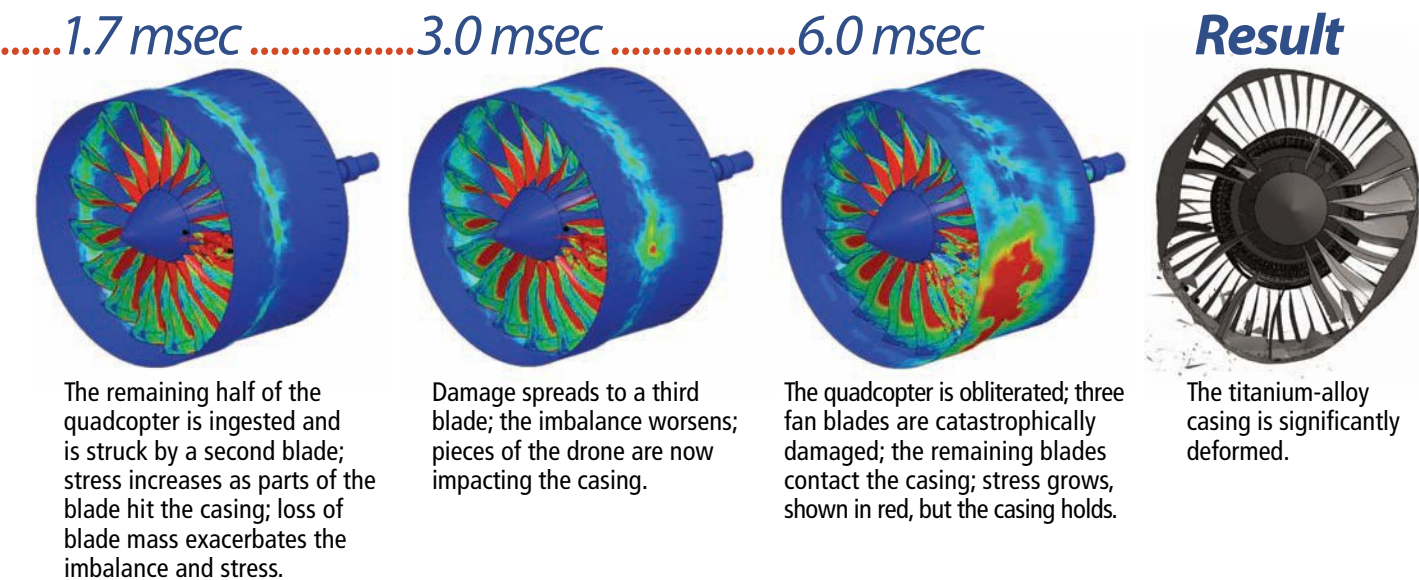 ......1.7 msec ................3.0 msec ..................6.0 msec Result
The remaining half of the
quadcopter is ingested and
is struck by a second blade;
stress increases as parts of the
blade hit the casing; loss of
blade mass exacerbates the
imbalance and stress.
Damage spreads to a third
blade; the imbalance worsens;
pieces of the drone are now
impacting the casing.
The quadcopter is obliterated; three
fan blades are catastrophically
damaged; the remaining blades
contact the casing; stress grows,
shown in red, but the casing holds.
The titanium-alloy
casing is significantly
deformed.